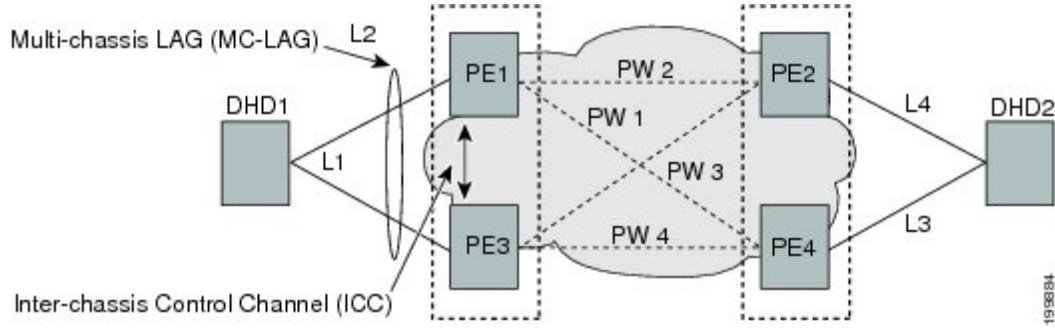 Multi-chassis LAG (MC-LAG)
L2
PE1
PW 2
PE2
DHD1
PW 1
L4
DHD2
L1
PW 3
PE3
PW 4
PE4
L3
Inter-chassis Control Channel (ICC)
199884